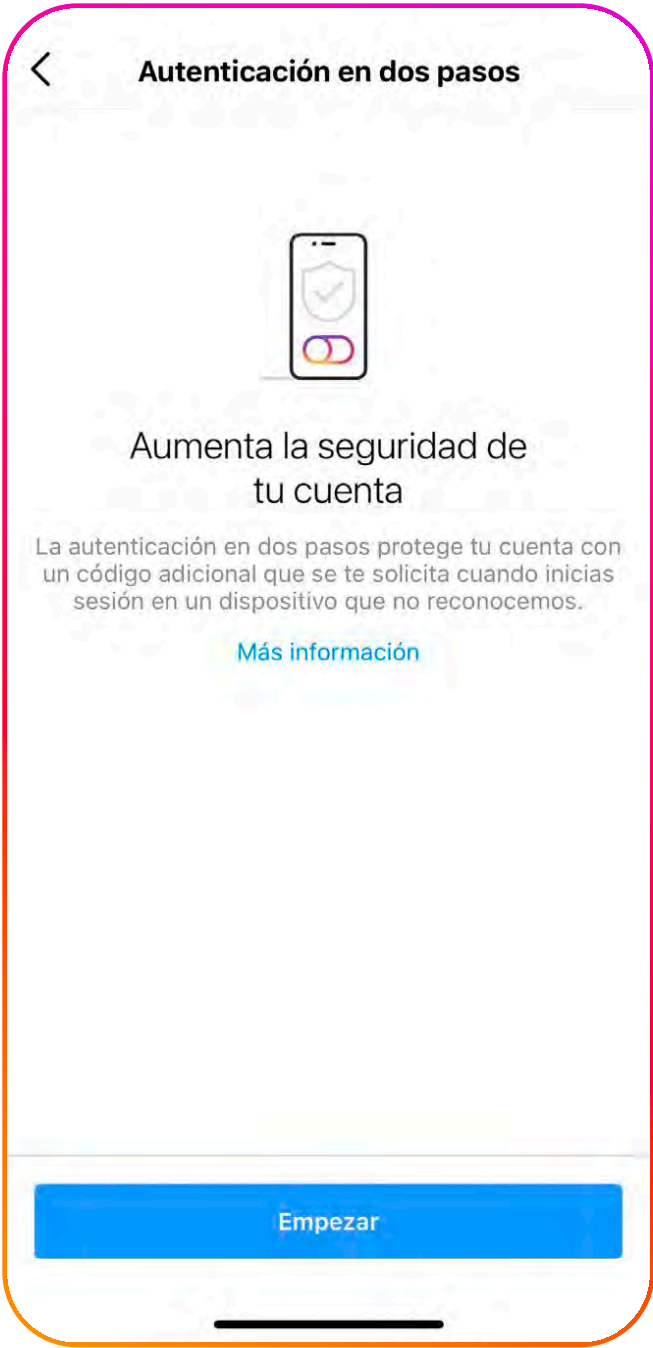 Autenticación en dos pasos
Aumenta la seguridad de
tu cuenta
La autenticación en dos pasos protege tu cuenta con
un código adicional que se te solicita cuando inicias
sesión en un dispositivo que no reconocemos.
Más información
Empezar